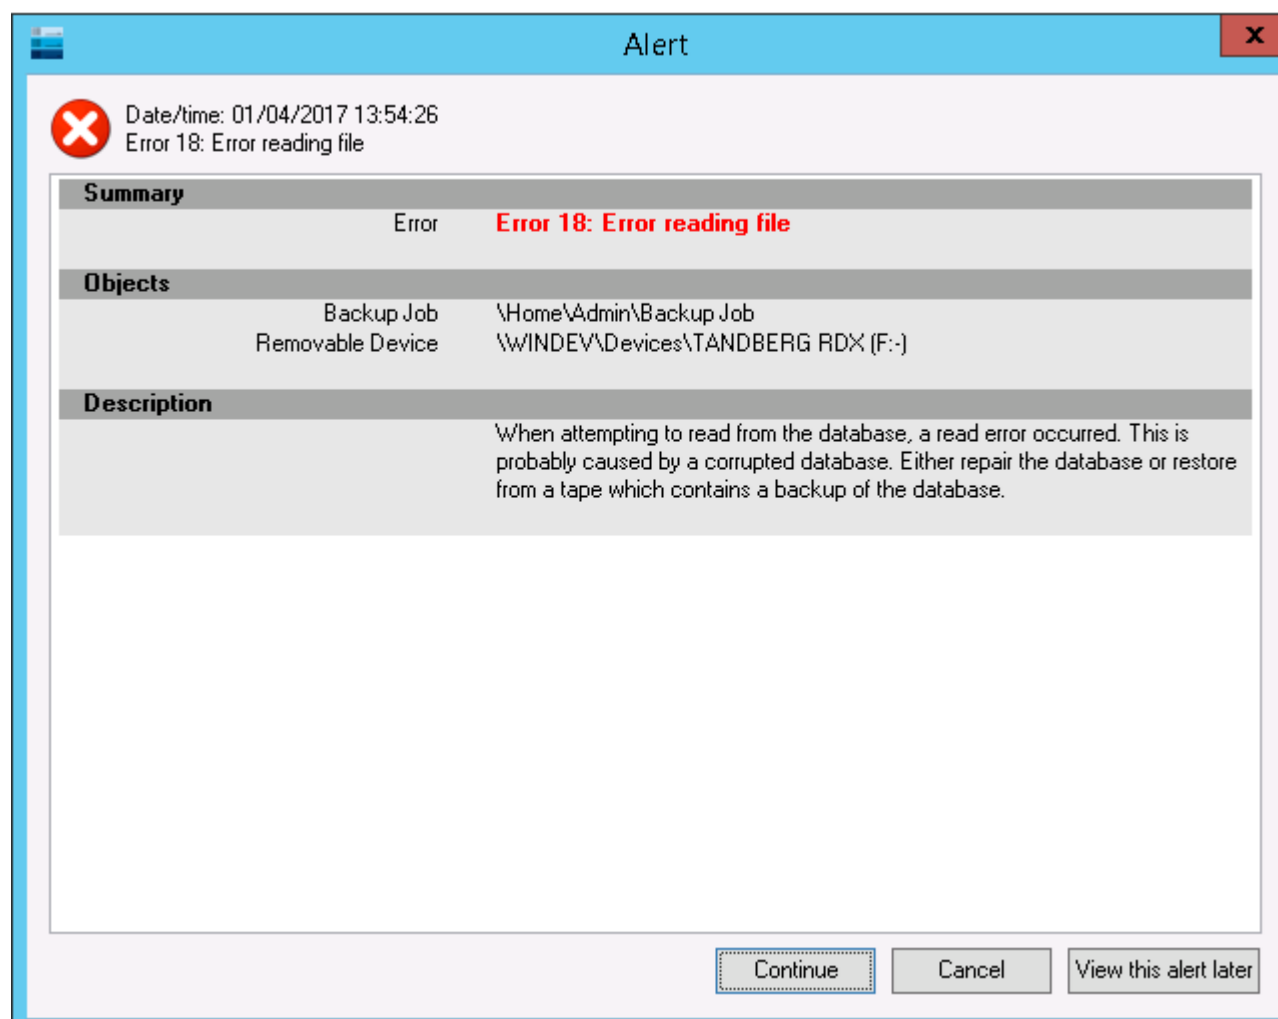 Alert
x
Date/time: 01/04/2017 13:54:26
Error 18: Error reading file
Summary
Error Error 18: Error reading file
Objects
Backup Job \Home\Admin\Backup Job
Removable Device \\WINDEV\Devices\TANDBERG RDX (F:-)
Description
When attempting to read from the database, a read error occurred. This is
probably caused by a corrupted database. Either repair the database or restore
from a tape which contains a backup of the database.
Continue Cancel View this alert later